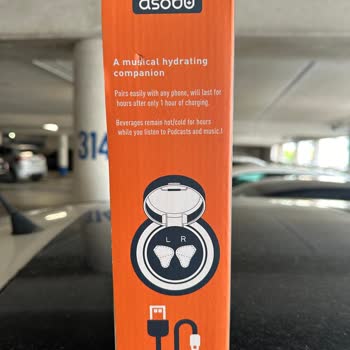 asobu
A musical hydrating
companion
Pairs easily with any phone, will last for
hours after only 1 hour of charging.
Beverages remain hot/cold for hours
while you listen to Podcasts and music.!
314
L R